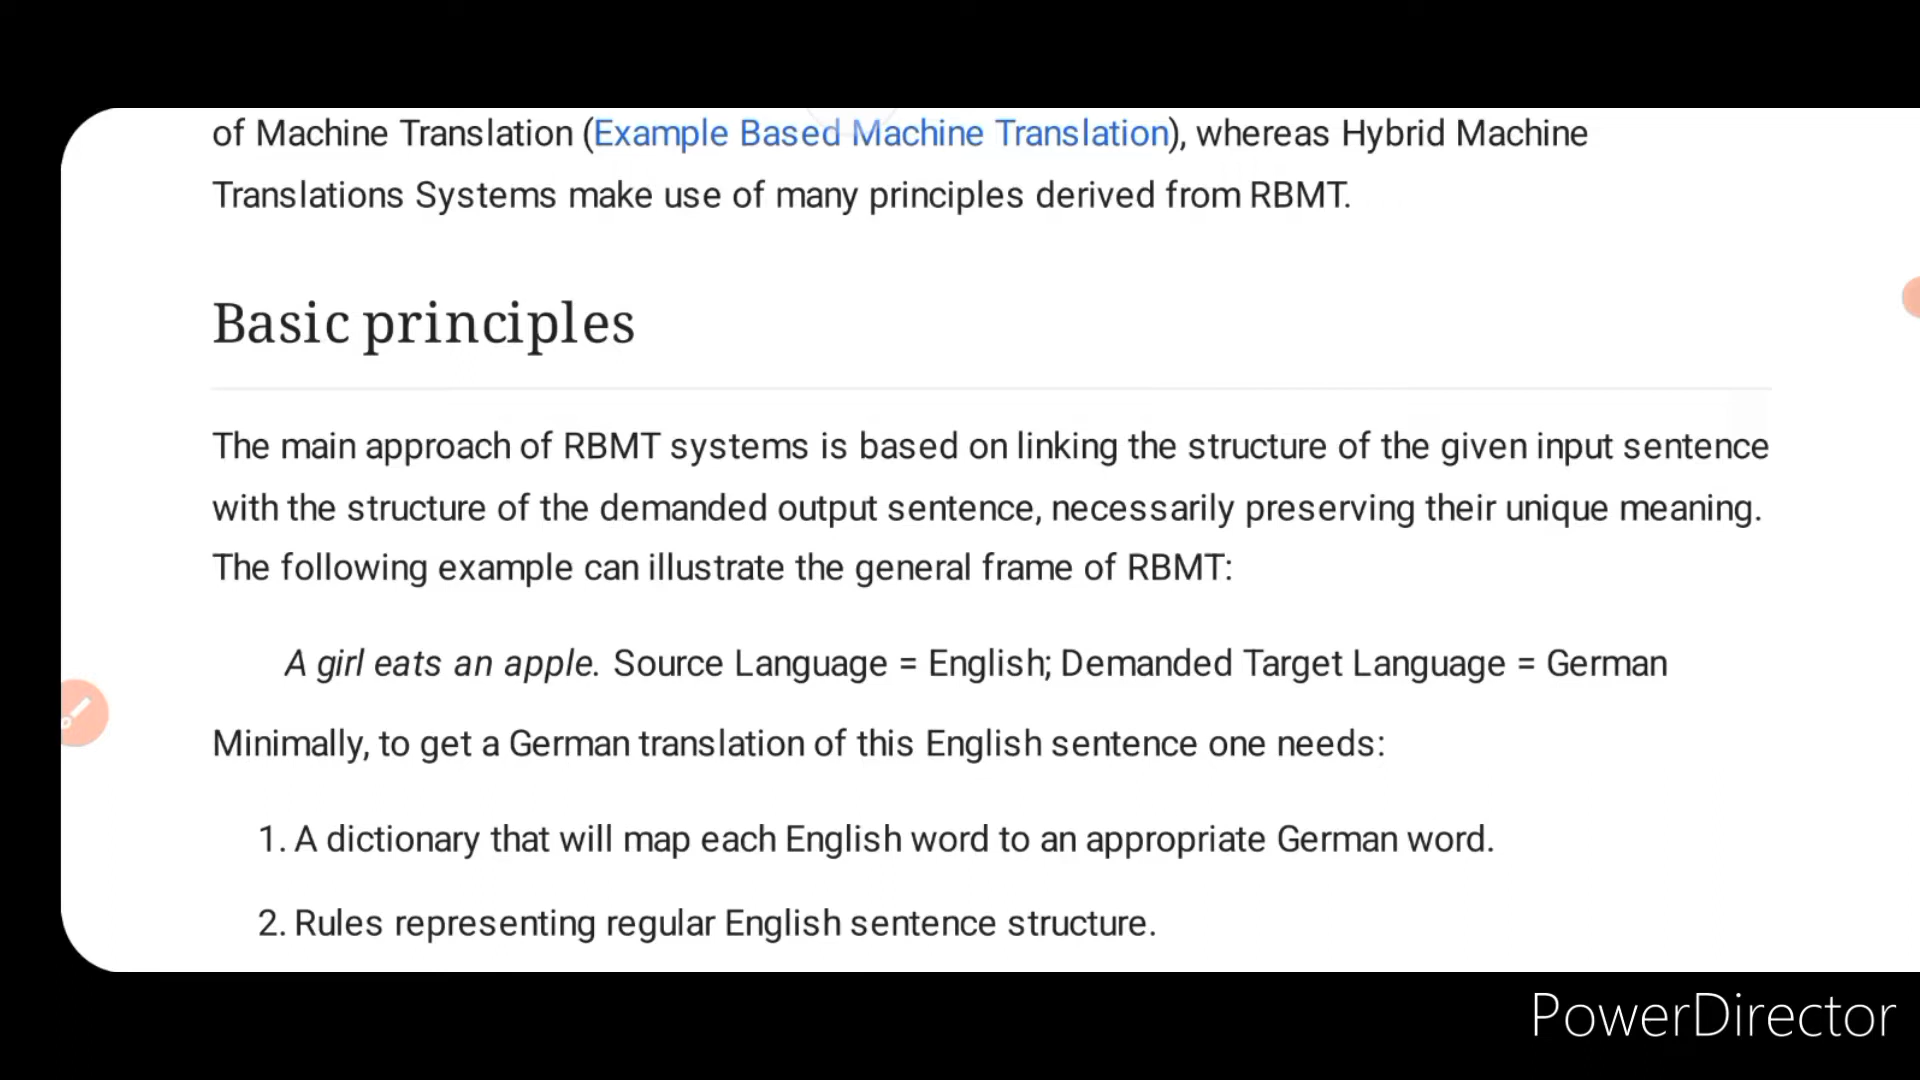 of Machine Translation (Example Based Machine Translation), whereas Hybrid Machine
Translations Systems make use of many principles derived from RBMT.
Basic principles
The main approach of RBMT systems is based on linking the structure of the given input sentence
with the structure of the demanded output sentence, necessarily preserving their unique meaning.
The following example can illustrate the general frame of RBMT:
A girl eats an apple. Source Language = English; Demanded Target Language = German
Minimally, to get a German translation of this English sentence one needs:
1. A dictionary that will map each English word to an appropriate German word.
2. Rules representing regular English sentence structure.
PowerDirector